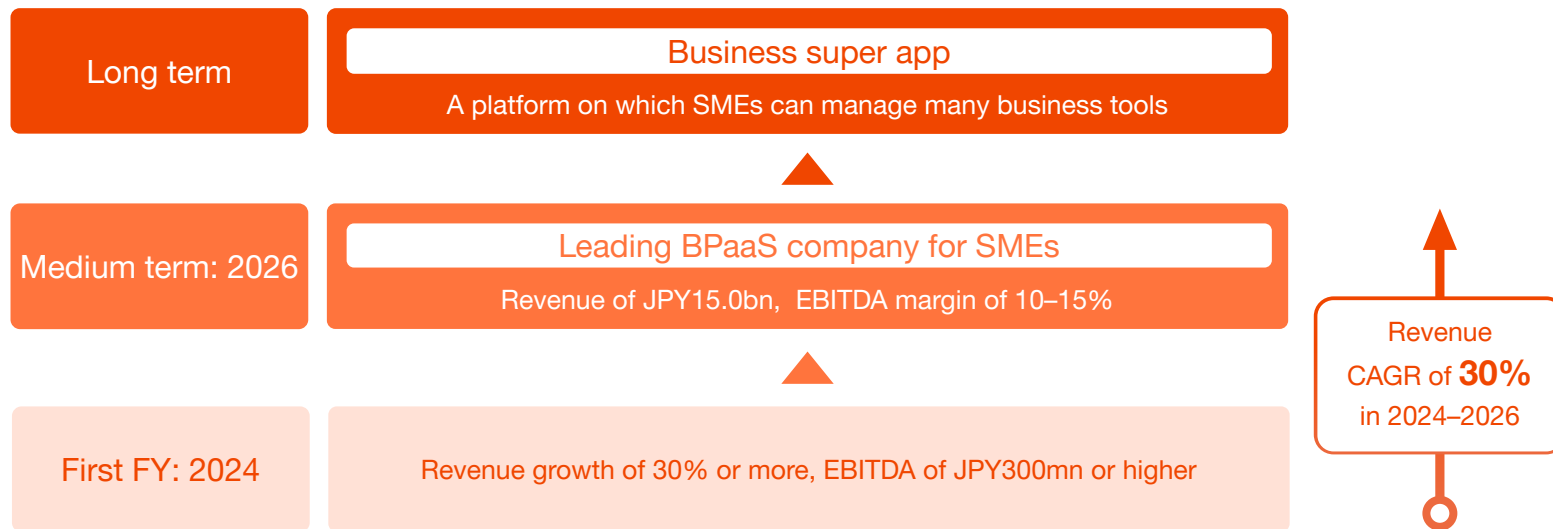 Long term
Business super app
A platform on which SMEs can manage many business tools
Medium term: 2026
Leading BPaaS company for SMEs
Revenue of JPY15.0bn, EBITDA margin of 10–15%
First FY: 2024
Revenue growth of 30% or more, EBITDA of JPY300mn or higher
Revenue
CAGR of 30%
in 2024–2026